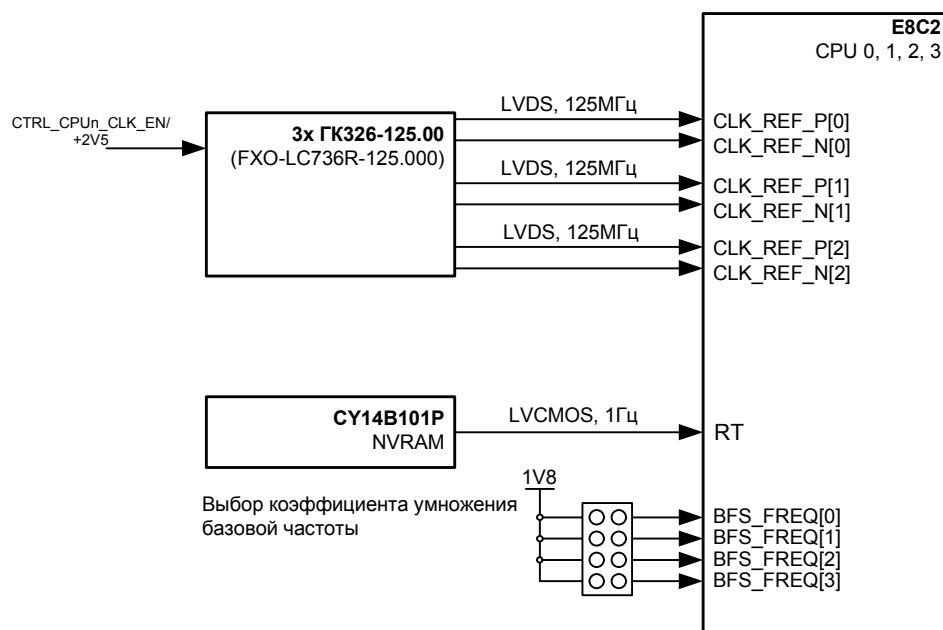 E8C2
CPU 0, 1, 2, 3
CTRL_CPUn_CLK_EN/
+2V5
3x ГК326-125.00
(FXO-LC736R-125.000)
LVDS, 125МГц
CLK_REF_P[0]
CLK_REF_N[0]
LVDS, 125МГц
CLK_REF_P[1]
CLK_REF_N[1]
LVDS, 125МГц
CLK_REF_P[2]
CLK_REF_N[2]
CY14B101P
NVRAM
LVCMOS, 1Гц
RT
Выбор коэффициента умножения
базовой частоты
1V8
BFS_FREQ[0]
BFS_FREQ[1]
BFS_FREQ[2]
BFS_FREQ[3]